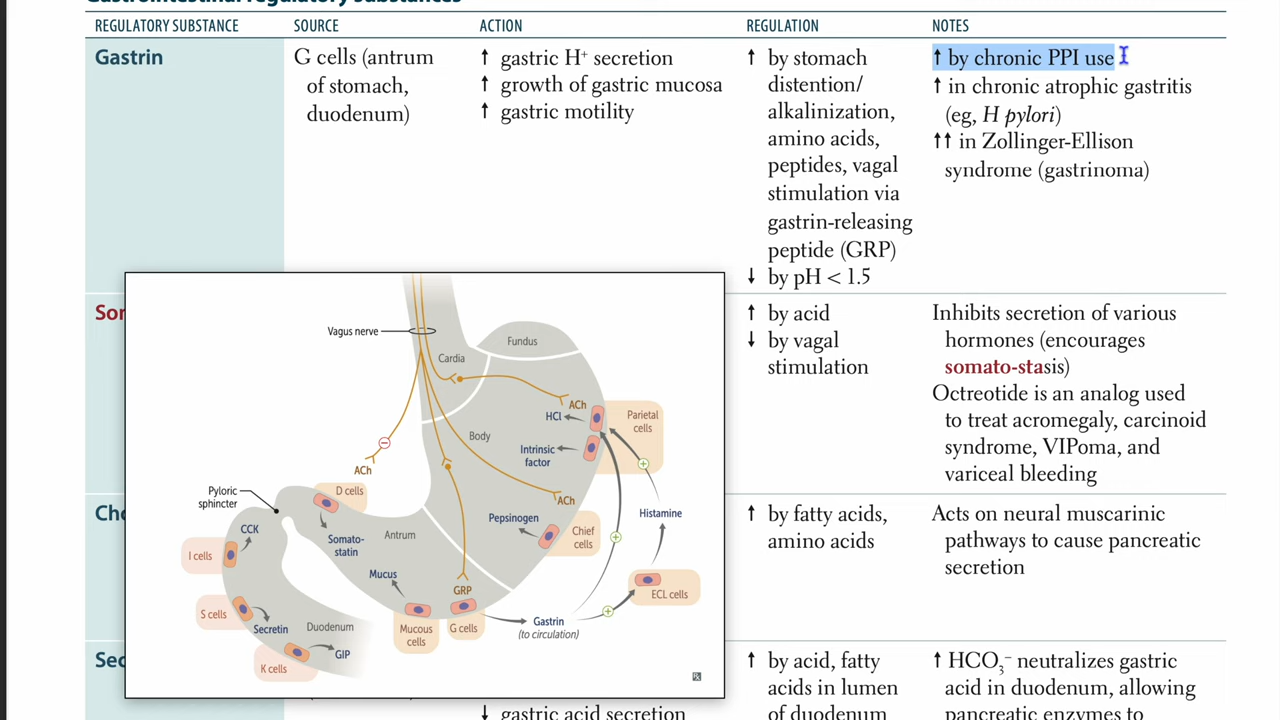 Gastrointestinal regulatory substances
REGULATORY SUBSTANCE SOURCE ACTION REGULATION NOTES
Gastrin
G cells (antrum
of stomach,
duodenum)
↑ gastric H⁺ secretion
↑ growth of gastric mucosa
↑ gastric motility
↑ by stomach
distention/
alkalinization,
amino acids,
peptides, vagal
stimulation via
gastrin-releasing
peptide (GRP)
↓ by pH < 1.5
↑ by chronic PPI use
↑ in chronic atrophic gastritis
(eg, H pylori)
↑↑ in Zollinger-Ellison
syndrome (gastrinoma)
Som
↑ by acid
↓ by vagal
stimulation
Inhibits secretion of various
hormones (encourages
somato-stasis)
Octreotide is an analog used
to treat acromegaly, carcinoid
syndrome, VIPoma, and
variceal bleeding
Cho
↑ by fatty acids,
amino acids
Acts on neural muscarinic
pathways to cause pancreatic
secretion
Sec
↓ gastric acid secretion
↑ by acid, fatty
acids in lumen
of duodenum
↑ HCO₃⁻ neutralizes gastric
acid in duodenum, allowing
pancreatic enzymes to
Vagus nerve
Fundus
Cardia
ACh
HCl
Parietal
cells
Body
Intrinsic
factor
ACh
D cells
Pyloric
sphincter
ACh
CCK
Pepsinogen
Histamine
Chief
cells
Somato-
statin
Antrum
I cells
Mucus
GRP
ECL cells
S cells
Secretin
Duodenum
Mucous
cells
G cells
Gastrin
(to circulation)
GIP
K cells